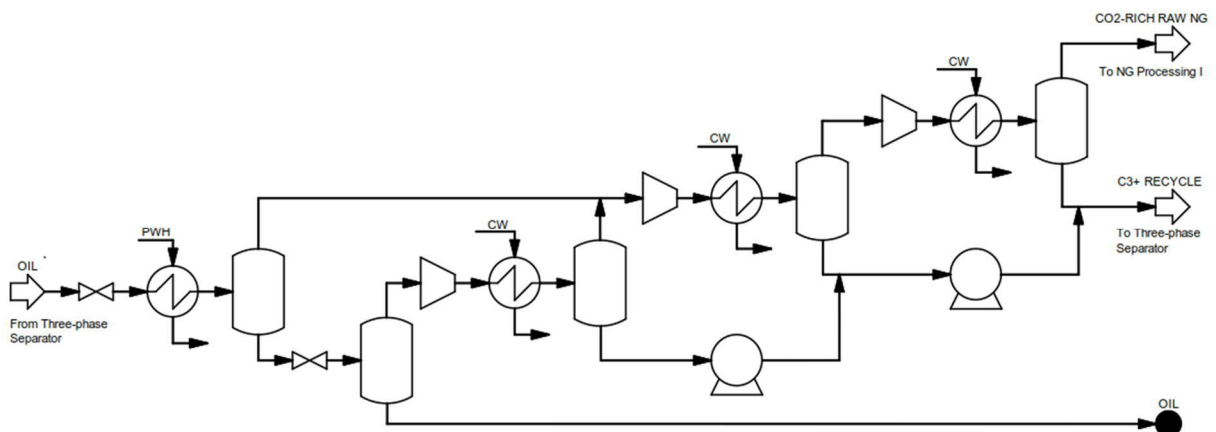 CO2-RICH RAW NG
To NG Processing I
CW
CW
C3+ RECYCLE
To Three-phase
Separator
PWH
CW
OIL
From Three-phase
Separator
OIL